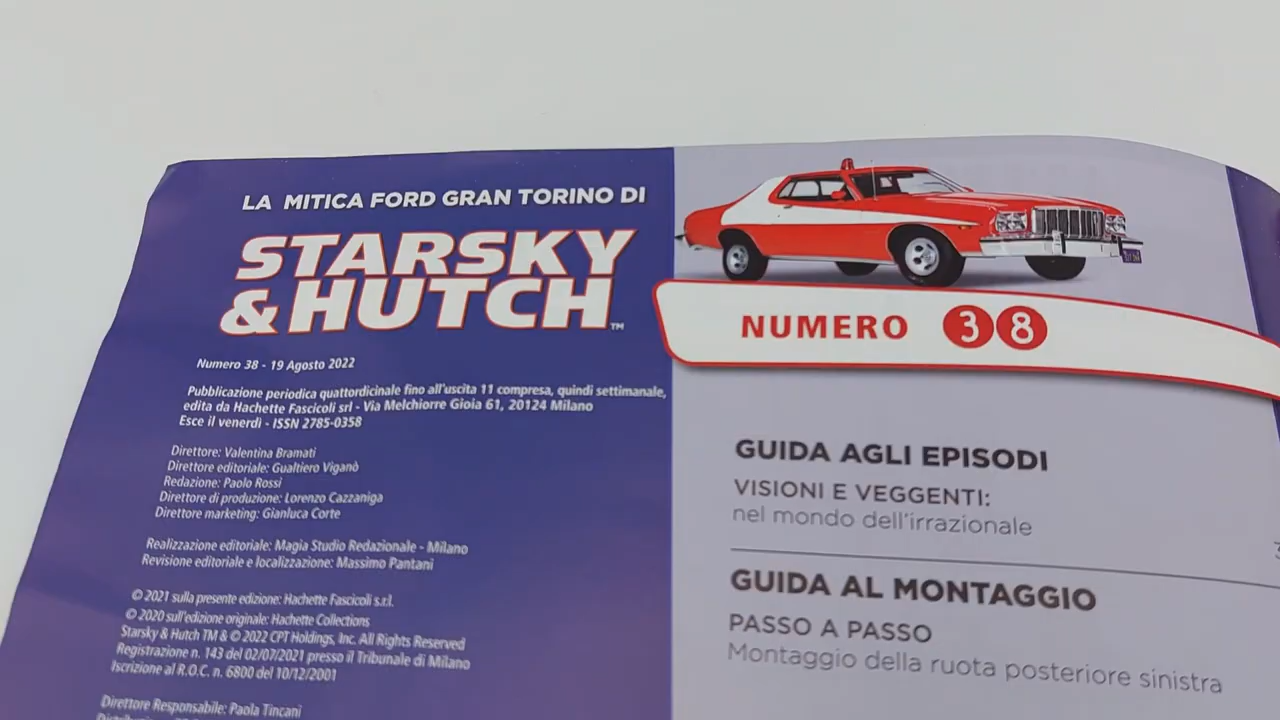 LA MITICA FORD GRAN TORINO DI
STARSKY
& HUTCH™
Numero 38 - 19 Agosto 2022
Pubblicazione periodica quattordicinale fino all'uscita 11 compresa, quindi settimanale,
edita da Hachette Fascicoli srl - Via Melchiorre Gioia 61, 20124 Milano
Esce il venerdì - ISSN 2785-0358
Direttore: Valentina Bramati
Direttore editoriale: Gualtiero Viganò
Redazione: Paolo Rossi
Direttore di produzione: Lorenzo Cazzaniga
Direttore marketing: Gianluca Corte
Realizzazione editoriale: Magia Studio Redazionale - Milano
Revisione editoriale e localizzazione: Massimo Pantani
© 2021 sulla presente edizione: Hachette Fascicoli s.r.l.
© 2020 sull'edizione originale: Hachette Collections
Starsky & Hutch TM & © 2022 CPT Holdings, Inc. All Rights Reserved
Registrazione n. 143 del 02/07/2021 presso il Tribunale di Milano
Iscrizione al R.O.C. n. 6800 del 10/12/2001
Direttore Responsabile: Paola Tincani
NUMERO 38
GUIDA AGLI EPISODI
VISIONI E VEGGENTI:
nel mondo dell'irrazionale
GUIDA AL MONTAGGIO
PASSO A PASSO
Montaggio della ruota posteriore sinistra